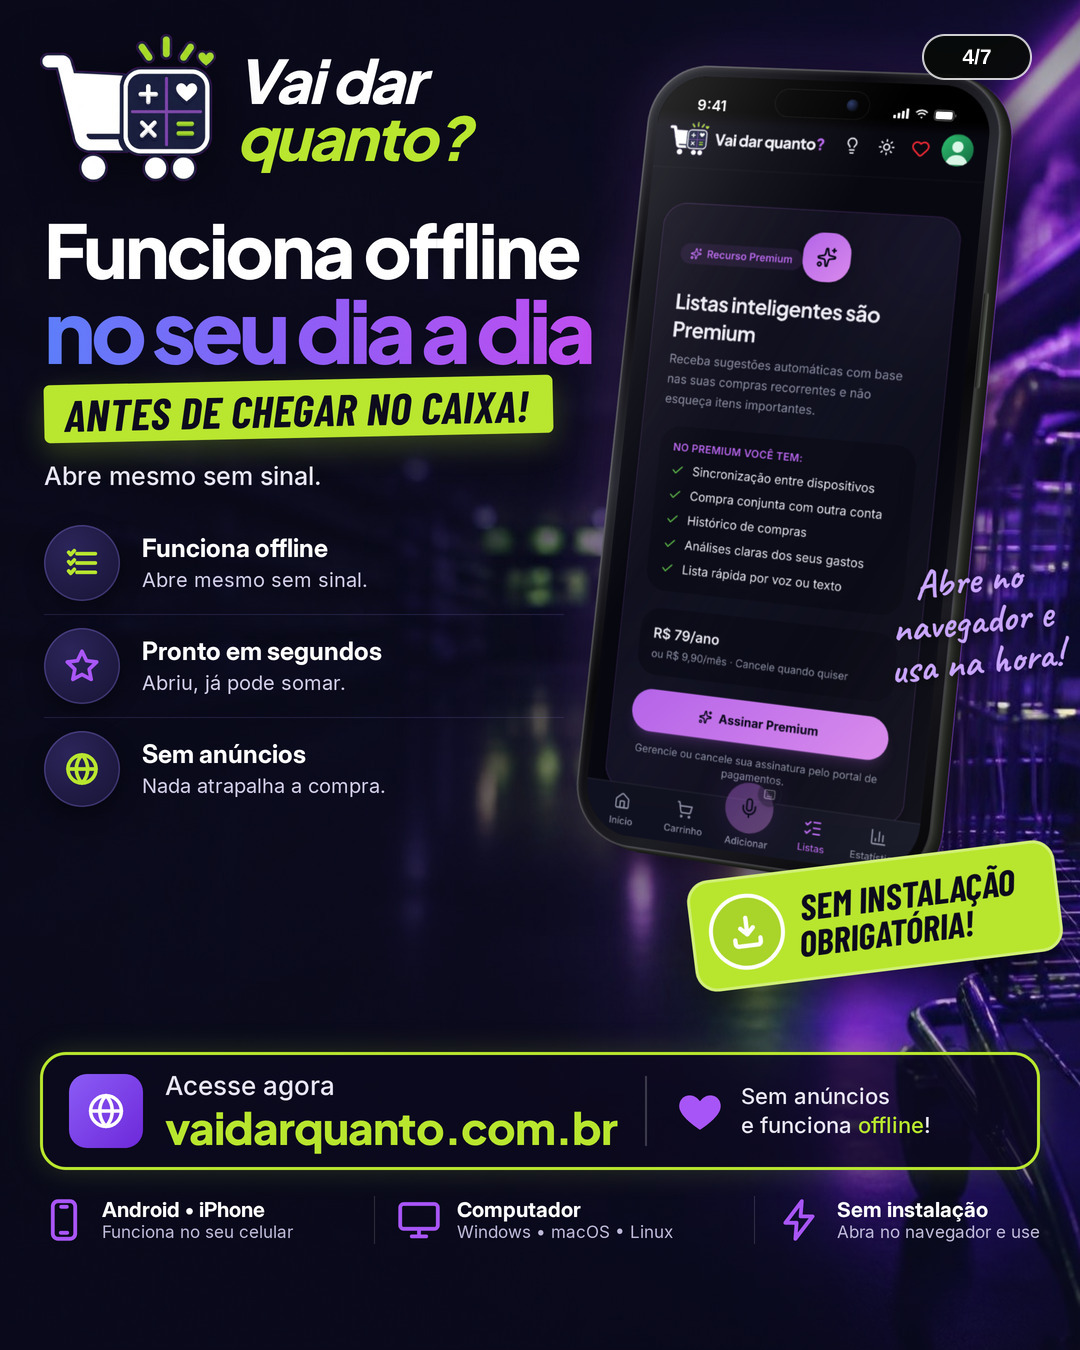 Vai dar
quanto?
4/7
Funciona offline
no seu dia a dia
ANTES DE CHEGAR NO CAIXA!
Abre mesmo sem sinal.
Funciona offline
Abre mesmo sem sinal.
Pronto em segundos
Abriu, já pode somar.
Sem anúncios
Nada atrapalha a compra.
9:41
Vai dar quanto?
Recurso Premium
Listas inteligentes são
Premium
Receba sugestões automáticas com base
nas suas compras recorrentes e não
esqueça itens importantes.
NO PREMIUM VOCÊ TEM:
Sincronização entre dispositivos
Compra conjunta com outra conta
Histórico de compras
Análises claras dos seus gastos
Lista rápida por voz ou texto
R$ 79/ano
ou R$ 9,90/mês · Cancele quando quiser
Assinar Premium
Gerencie ou cancele sua assinatura pelo portal de
pagamentos.
Início
Carrinho
Adicionar
Listas
Abre no
navegador e
usa na hora!
SEM INSTALAÇÃO
OBRIGATÓRIA!
Acesse agora
vaidarquanto.com.br
Sem anúncios
e funciona offline!
Android • iPhone
Funciona no seu celular
Computador
Windows • macOS • Linux
Sem instalação
Abra no navegador e use